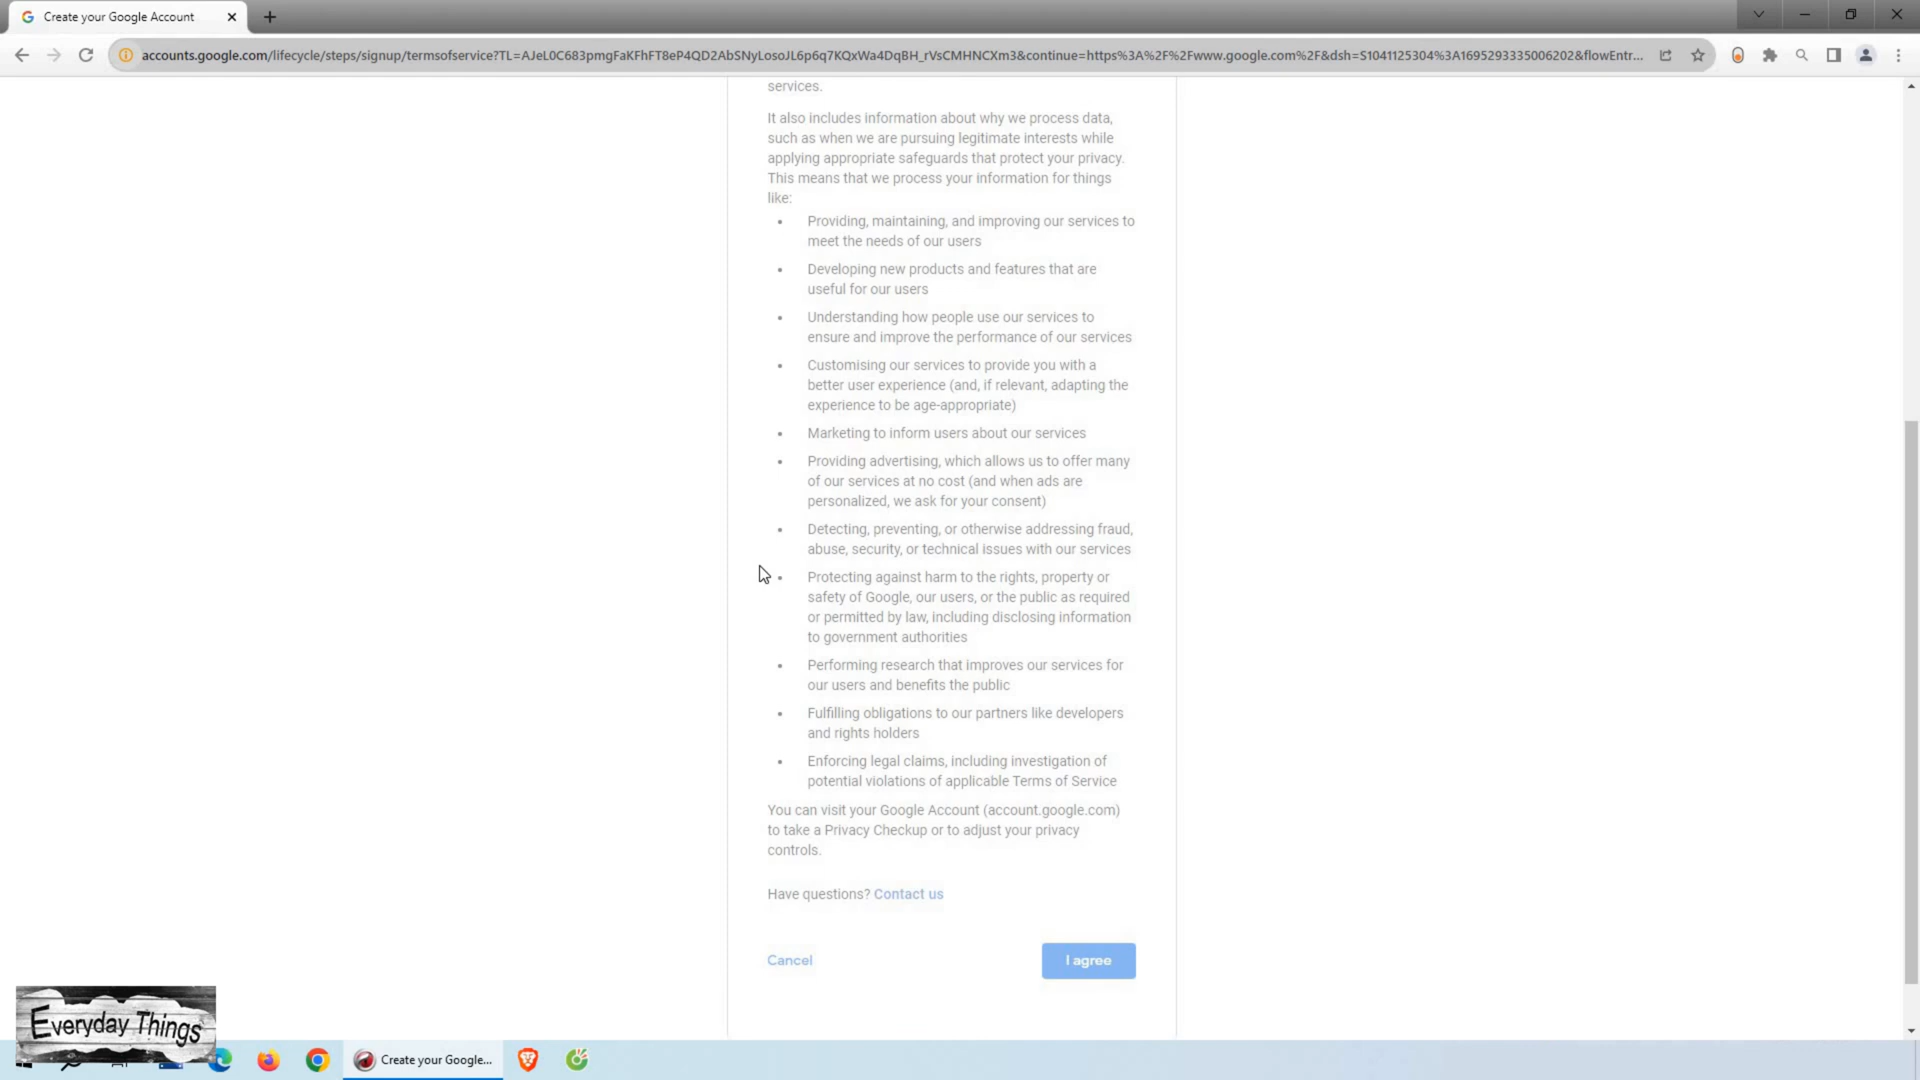 Create your Google Account
accounts.google.com/lifecycle/steps/signup/termsofservice?TL=AJeL0C683pmgFaKFhFT8eP4QD2AbSNyLosoJL6p6q7KQxWa4DqBH_rVsCMHNCXm3&continue=https%3A%2F%2Fwww.google.com%2F&dsh=S1041125304%3A1695293335006202&flowEntr...
services.
It also includes information about why we process data,
such as when we are pursuing legitimate interests while
applying appropriate safeguards that protect your privacy.
This means that we process your information for things
like:
• Providing, maintaining, and improving our services to
meet the needs of our users
• Developing new products and features that are
useful for our users
• Understanding how people use our services to
ensure and improve the performance of our services
• Customising our services to provide you with a
better user experience (and, if relevant, adapting the
experience to be age-appropriate)
• Marketing to inform users about our services
• Providing advertising, which allows us to offer many
of our services at no cost (and when ads are
personalized, we ask for your consent)
• Detecting, preventing, or otherwise addressing fraud,
abuse, security, or technical issues with our services
• Protecting against harm to the rights, property or
safety of Google, our users, or the public as required
or permitted by law, including disclosing information
to government authorities
• Performing research that improves our services for
our users and benefits the public
• Fulfilling obligations to our partners like developers
and rights holders
• Enforcing legal claims, including investigation of
potential violations of applicable Terms of Service
You can visit your Google Account (account.google.com)
to take a Privacy Checkup or to adjust your privacy
controls.
Have questions? Contact us
Cancel
I agree
Everyday Things
Create your Google...